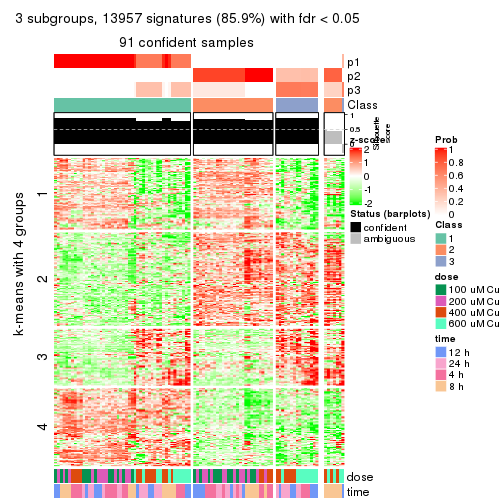 3 subgroups, 13957 signatures (85.9%) with fdr < 0.05
91 confident samples
p1
p2
p3
Class
1
0.5
0
Silhouette
score
k-means with 4 groups
1
2
3
4
dose
time
z-score
2
1
0
-1
-2
Status (barplots)
confident
ambiguous
Prob
1
0.8
0.6
0.4
0.2
0
Class
1
2
3
dose
100 uM Cu
200 uM Cu
400 uM Cu
600 uM Cu
time
12 h
24 h
4 h
8 h